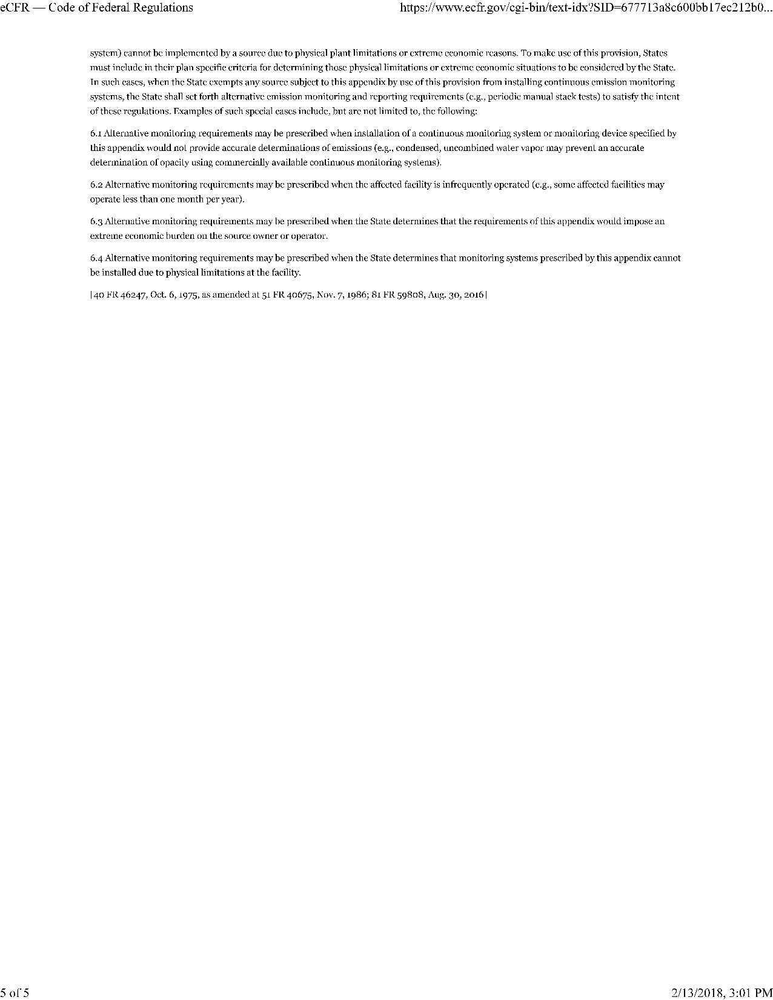 eCFR — Code of Federal Regulations https://www.ecfr.gov/cgi-bin/text-idx?SID=677713a8c600bb17ec212b0...
system) cannot be implemented by a source due to physical plant limitations or extreme economic reasons. To make use of this provision, States
must include in their plan specific criteria for determining those physical limitations or extreme economic situations to be considered by the State.
In such cases, when the State exempts any source subject to this appendix by use of this provision from installing continuous emission monitoring
systems, the State shall set forth alternative emission monitoring and reporting requirements (e.g., periodic manual stack tests) to satisfy the intent
of these regulations. Examples of such special cases include, but are not limited to, the following:
6.1 Alternative monitoring requirements may be prescribed when installation of a continuous monitoring system or monitoring device specified by
this appendix would not provide accurate determinations of emissions (e.g., condensed, uncombined water vapor may prevent an accurate
determination of opacity using commercially available continuous monitoring systems).
6.2 Alternative monitoring requirements may be prescribed when the affected facility is infrequently operated (e.g., some affected facilities may
operate less than one month per year).
6.3 Alternative monitoring requirements may be prescribed when the State determines that the requirements of this appendix would impose an
extreme economic burden on the source owner or operator.
6.4 Alternative monitoring requirements may be prescribed when the State determines that monitoring systems prescribed by this appendix cannot
be installed due to physical limitations at the facility.
[40 FR 46247, Oct. 6, 1975, as amended at 51 FR 40675, Nov. 7, 1986; 81 FR 59808, Aug. 30, 2016]
5 of 5 2/13/2018, 3:01 PM